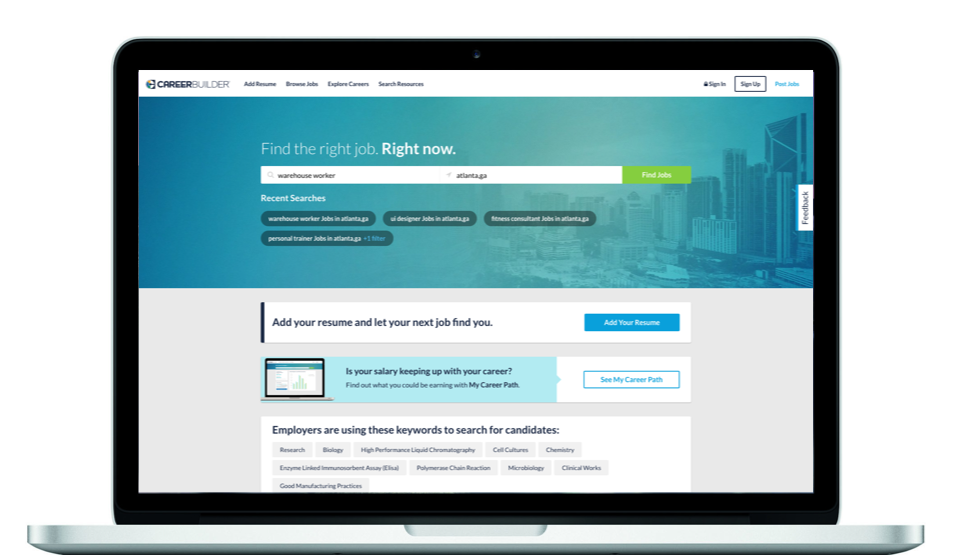 CAREERBUILDER Add Resume Browse Jobs Explore Careers Search Resources Sign In Sign Up Post Jobs
Find the right job. Right now.
warehouse worker atlanta,ga Find Jobs
Feedback
Recent Searches
warehouse worker Jobs in atlanta,ga ui designer Jobs in atlanta,ga fitness consultant Jobs in atlanta,ga
personal trainer Jobs in atlanta,ga +1 filter
Add your resume and let your next job find you. Add Your Resume
Is your salary keeping up with your career?
Find out what you could be earning with My Career Path. See My Career Path
Employers are using these keywords to search for candidates:
Research Biology High Performance Liquid Chromatography Cell Cultures Chemistry
Enzyme Linked Immunosorbent Assay (Elisa) Polymerase Chain Reaction Microbiology Clinical Works
Good Manufacturing Practices